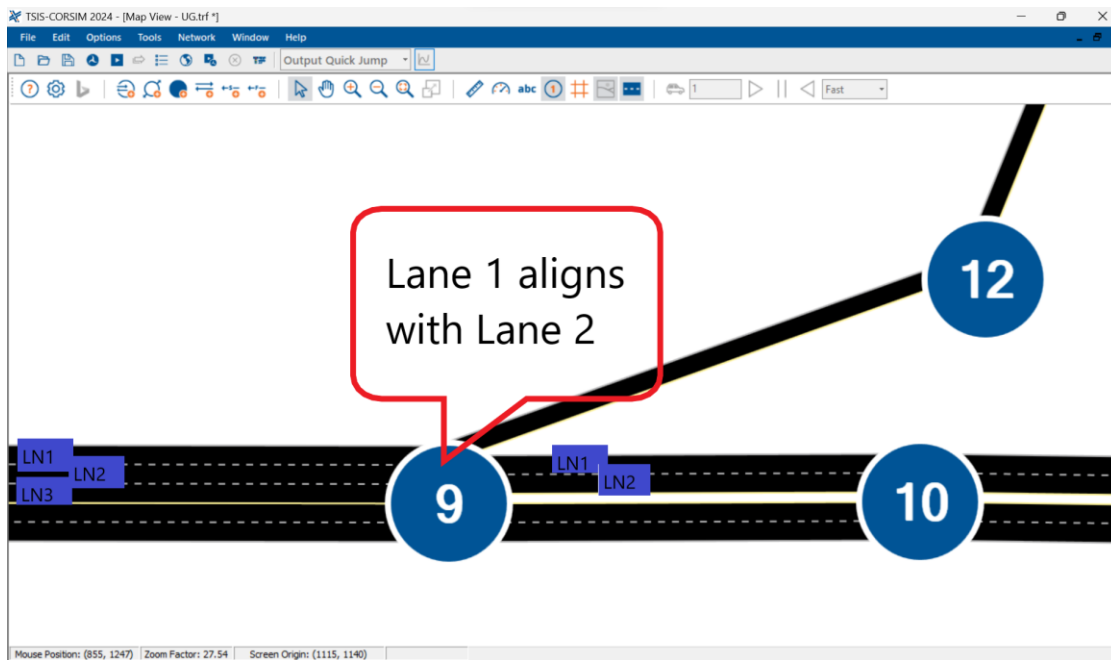 TSIS-CORSIM 2024 - [Map View - UG.trf *]
File Edit Options Tools Network Window Help
Output Quick Jump
abc 1 1 Fast
12
Lane 1 aligns
with Lane 2
LN1
LN2
LN3
LN1
LN2
9
10
Mouse Position: (855, 1247) Zoom Factor: 27.54 Screen Origin: (1115, 1140)